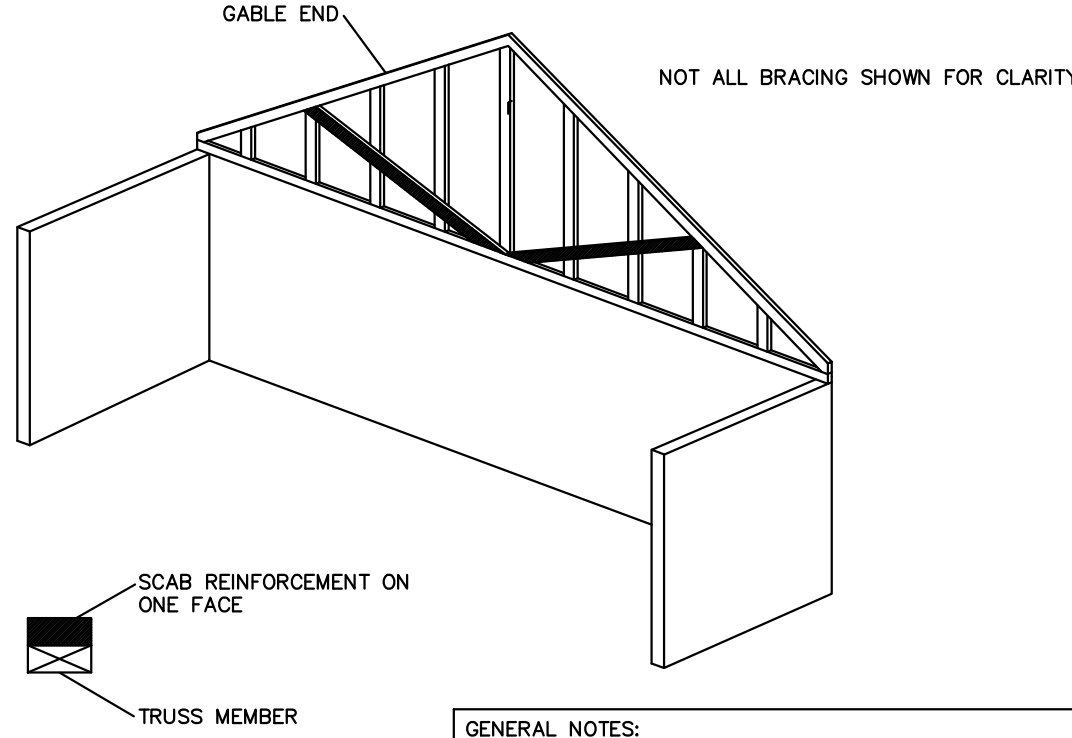 GABLE END
NOT ALL BRACING SHOWN FOR CLARITY
SCAB REINFORCEMENT ON
ONE FACE
TRUSS MEMBER
GENERAL NOTES: